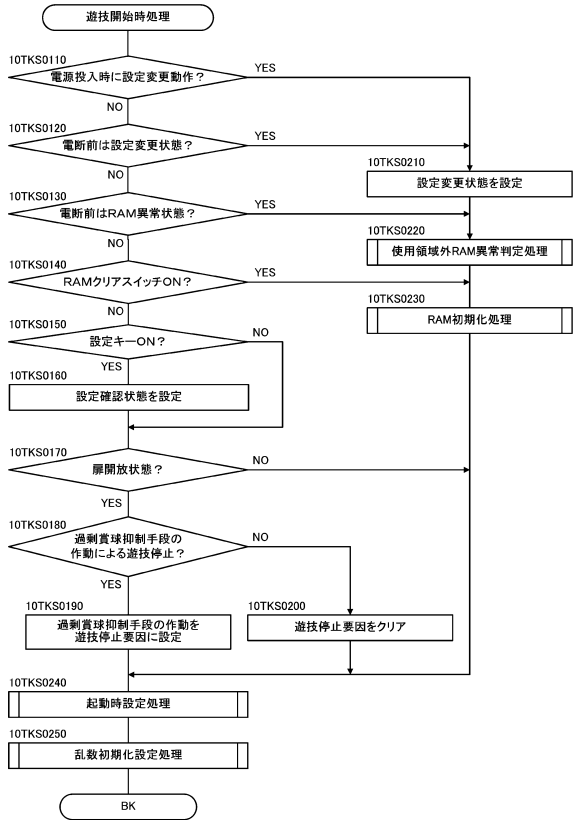 遊技開始時処理
10TKS0110
電源投入時に設定変更動作？
YES
NO
10TKS0120
電断前は設定変更状態？
YES
NO
10TKS0210
設定変更状態を設定
10TKS0130
電断前はRAM異常状態？
YES
NO
10TKS0220
使用領域外RAM異常判定処理
10TKS0140
RAMクリアスイッチON？
YES
NO
10TKS0230
RAM初期化処理
10TKS0150
設定キーON？
NO
YES
10TKS0160
設定確認状態を設定
10TKS0170
扉開放状態？
NO
YES
10TKS0180
過剰賞球抑制手段の
作動による遊技停止？
NO
YES
10TKS0190
過剰賞球抑制手段の作動を
遊技停止要因に設定
10TKS0200
遊技停止要因をクリア
10TKS0240
起動時設定処理
10TKS0250
乱数初期化設定処理
BK